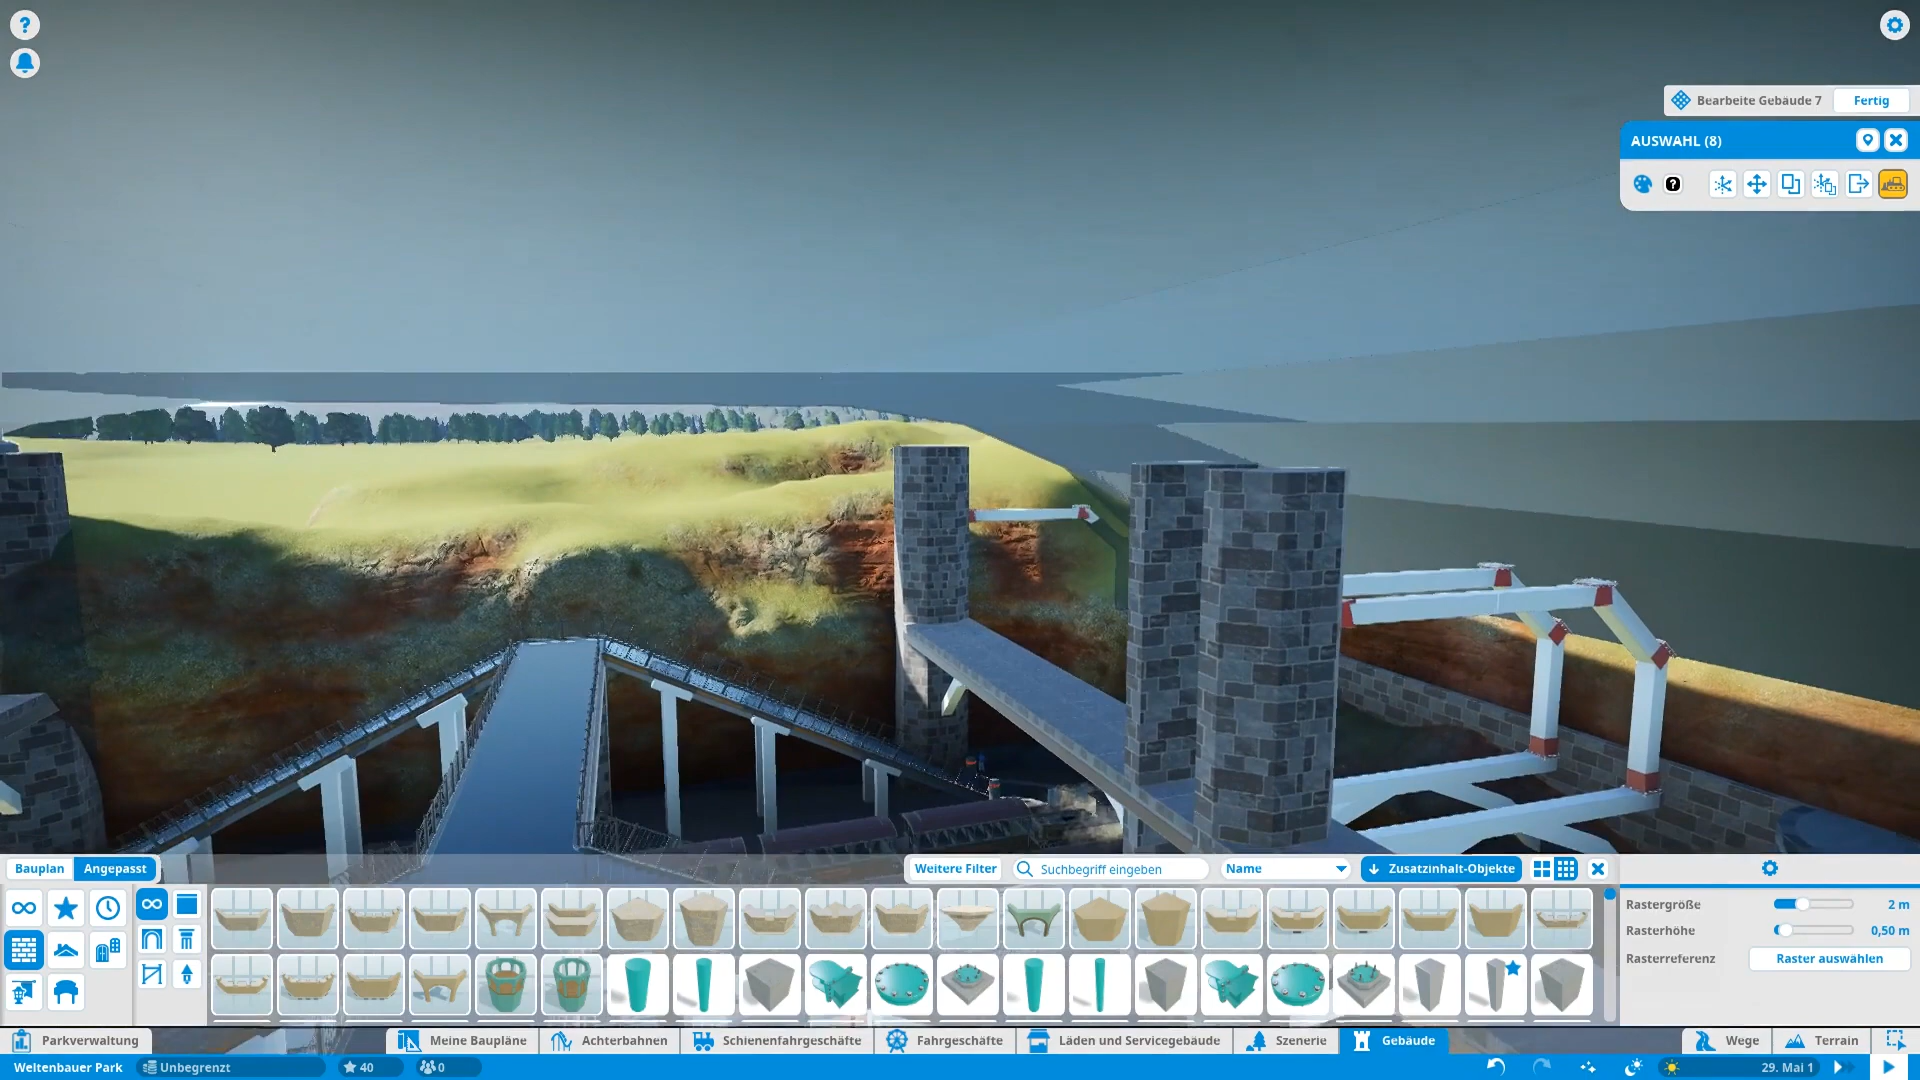 ?
Bearbeite Gebäude 7
Fertig
AUSWAHL (8)
?
Bauplan
Angepasst
Weitere Filter
Suchbegriff eingeben
Name
Zusatzinhalt-Objekte
Rastergröße
2 m
Rasterhöhe
0,50 m
Rasterreferenz
Raster auswählen
Parkverwaltung
Meine Baupläne
Achterbahnen
Schienenfahrgeschäfte
Fahrgeschäfte
Läden und Servicegebäude
Szenerie
Gebäude
Wege
Terrain
Weltenbauer Park
Unbegrenzt
40
0
29. Mai 1